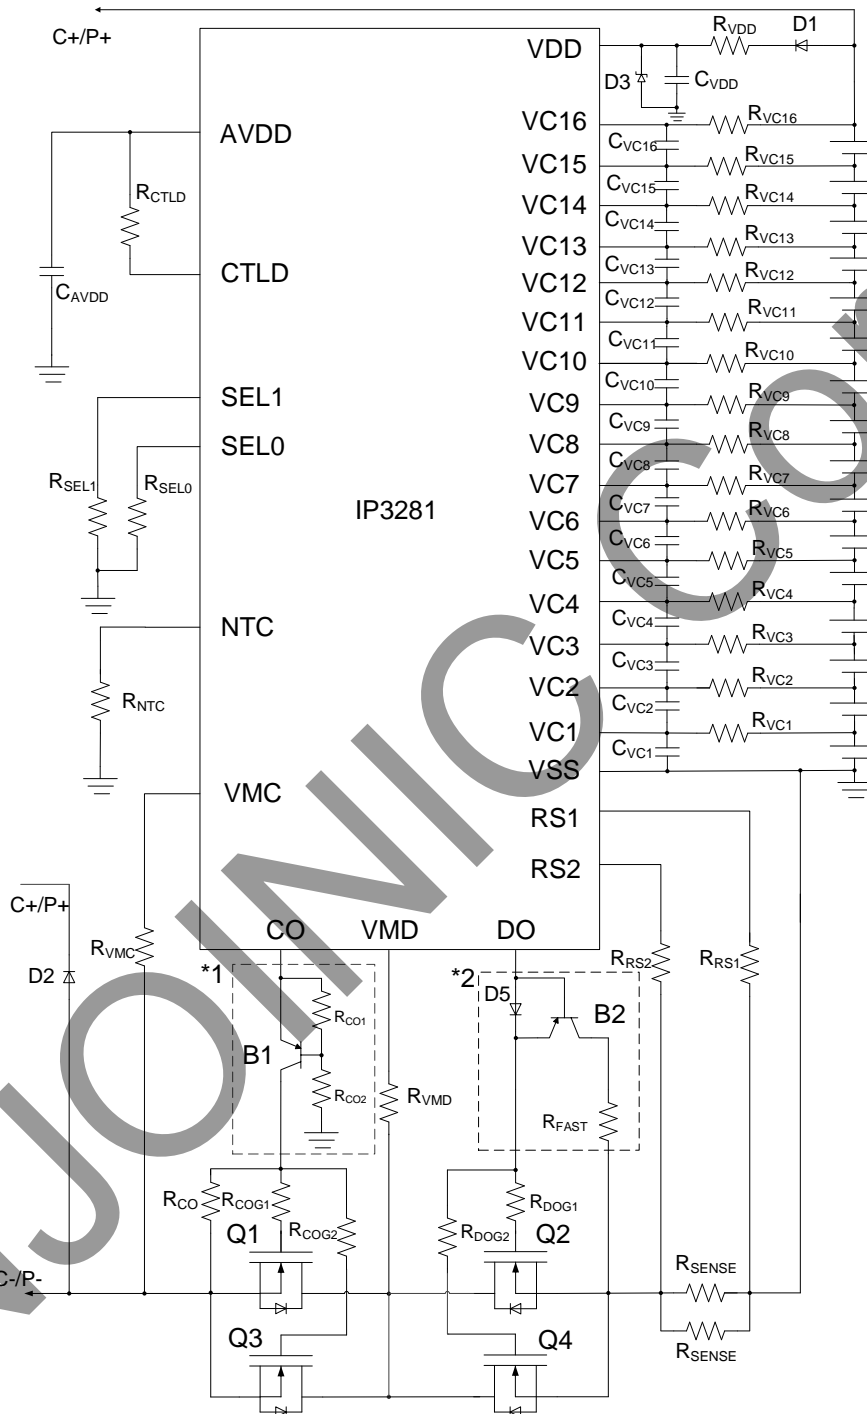 C+/P+
RVDD
D1
VDD
D3
CVDD
VC16
RVC16
CVC16
AVDD
VC15
RVC15
CVC15
RCTLD
VC14
RVC14
CVC14
VC13
RVC13
CVC13
CTLD
VC12
RVC12
CAVDD
CVC12
VC11
RVC11
CVC11
VC10
RVC10
CVC10
SEL1
VC9
RVC9
CVC9
SEL0
VC8
RVC8
CVC8
RSEL1
RSEL0
VC7
RVC7
CVC7
IP3281
VC6
RVC6
CVC6
VC5
RVC5
CVC5
VC4
RVC4
CVC4
NTC
VC3
RVC3
CVC3
RNTC
VC2
RVC2
CVC2
VC1
RVC1
CVC1
VSS
VMC
RS1
RS2
C+/P+
CO
VMD
DO
RVMC
RRS2
RRS1
D2
*1
*2
D5
RCO1
B2
B1
RCO2
RVMD
RFAST
RCO
RCOG1
RDOG1
Q1
RCOG2
RDOG2
Q2
RSENSE
C-/P-
Q3
Q4
RSENSE
JOINIC